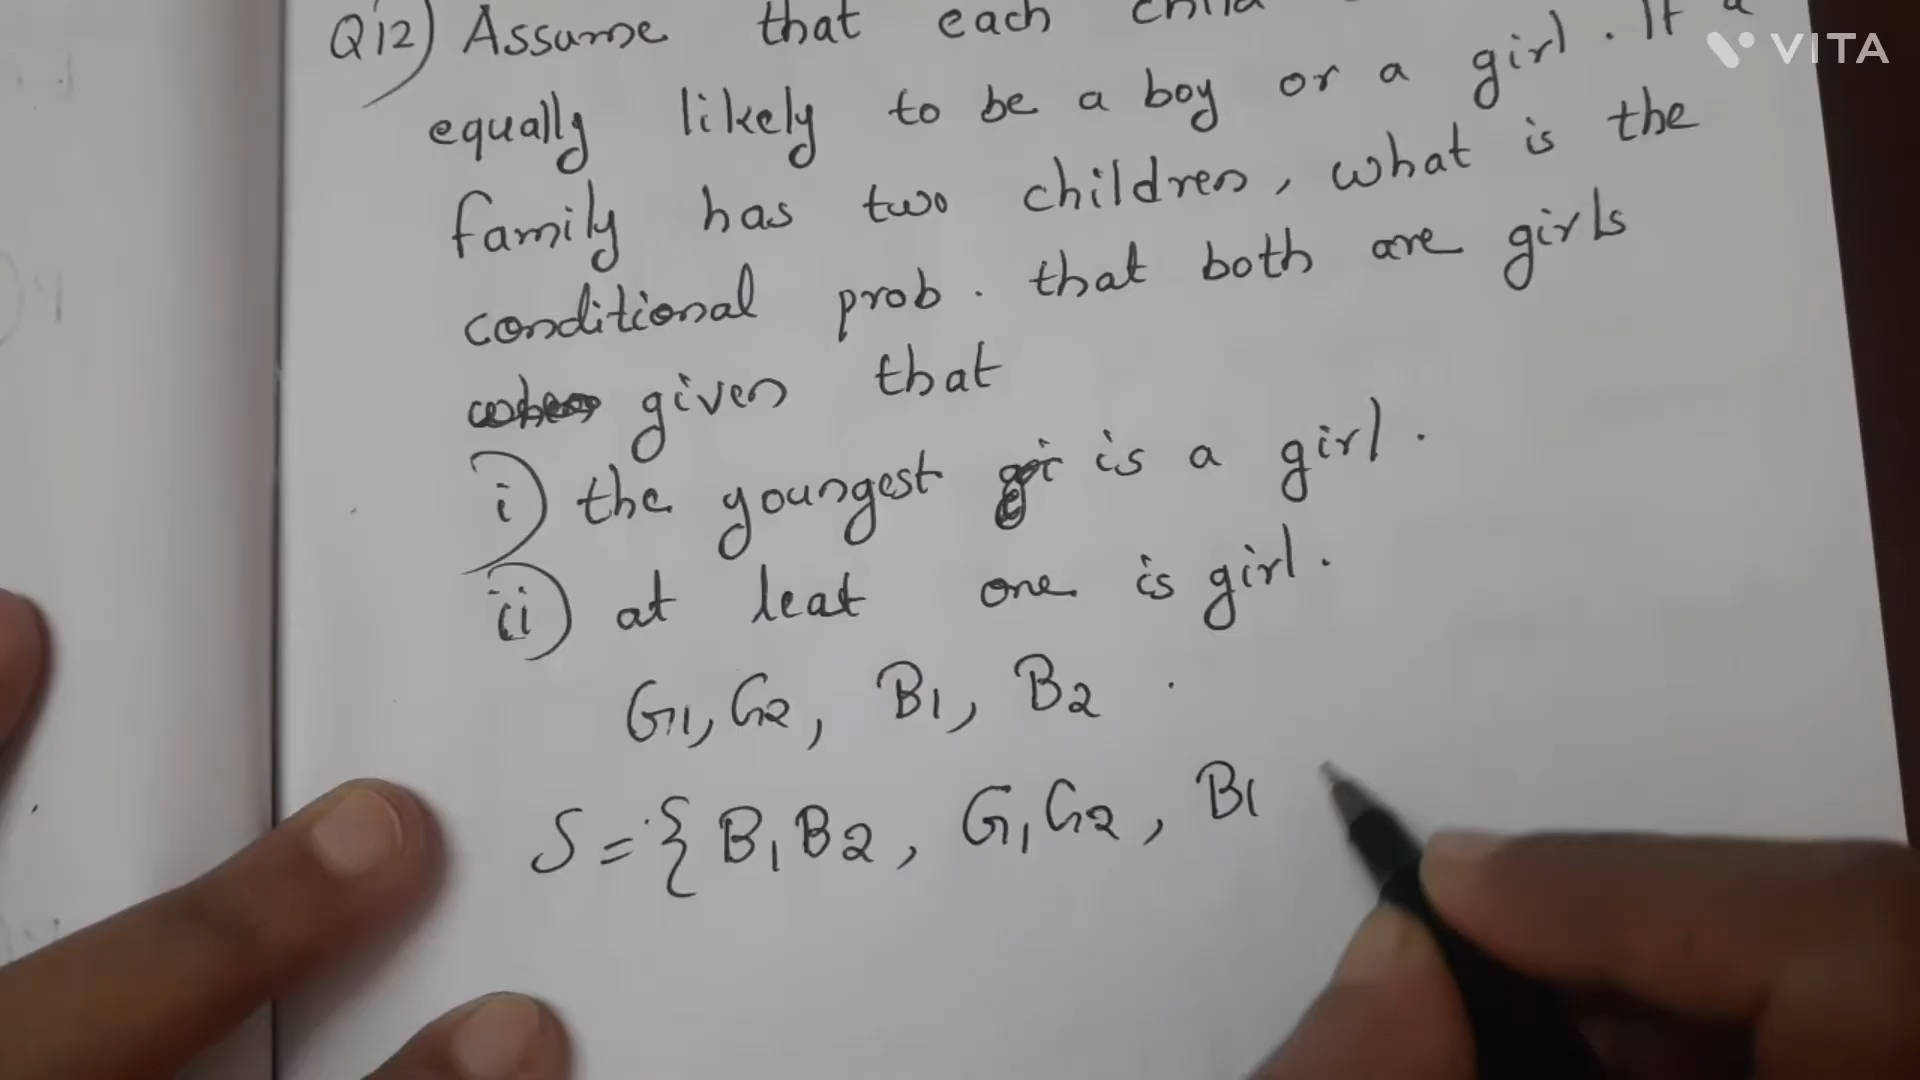 Q12) Assume that each child
equally likely to be a boy or a girl. If a
family has two children, what is the
conditional prob. that both are girls
given that
i) the youngest is a girl.
ii) at leat one is girl.
G1, G2, B1, B2
S = { B1B2, G1G2, B1
VITA